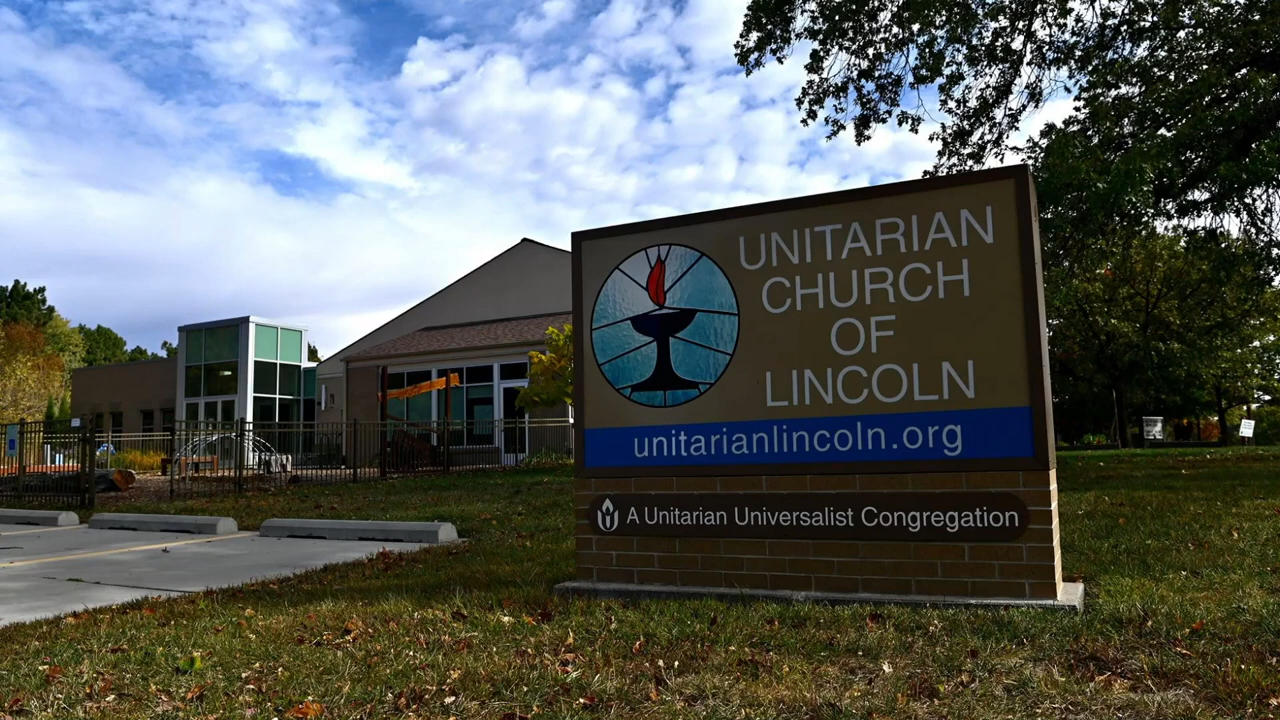 UNITARIAN
CHURCH
OF
LINCOLN
unitarianlincoln.org
A Unitarian Universalist Congregation